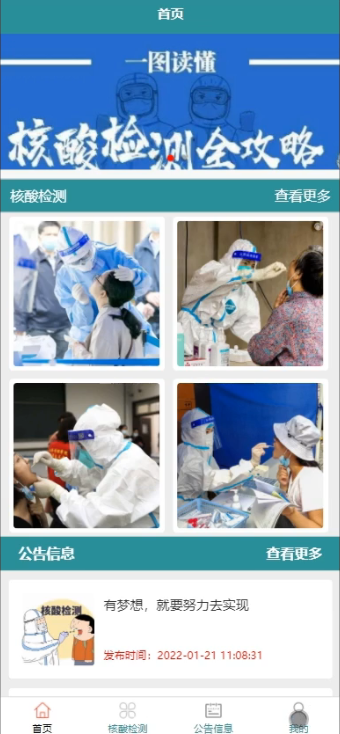 首页
一图读懂
核酸检测全攻略
核酸检测
查看更多
公告信息
查看更多
核酸检测
有梦想，就要努力去实现
发布时间：2022-01-21 11:08:31
首页
核酸检测
公告信息
我的